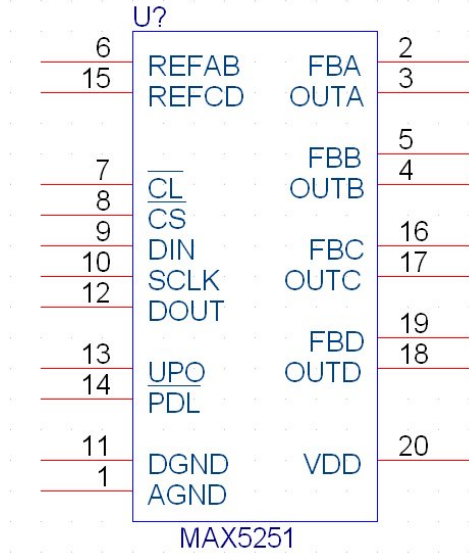 U?
6 REFAB FBA 2
15 REFCD OUTA 3
FBB 5
7 CL OUTB 4
8 CS
9 DIN FBC 16
10 SCLK OUTC 17
12 DOUT
FBD 19
13 UPO OUTD 18
14 PDL
11 DGND VDD 20
1 AGND
MAX5251